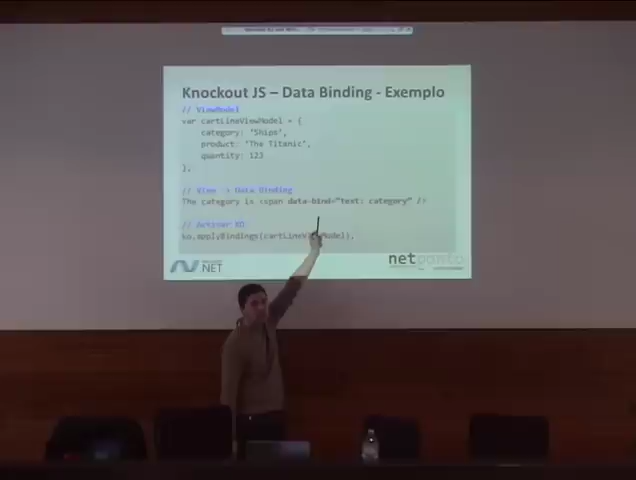 Knockout JS – Data Binding - Exemplo
// ViewModel
var cartLineViewModel = {
category: 'Ships',
product: 'The Titanic',
quantity: 123
};
// View -> Data Binding
The category is <span data-bind="text: category" />
// Activar KO
ko.applyBindings(cartLineViewModel);
.NET
netponto